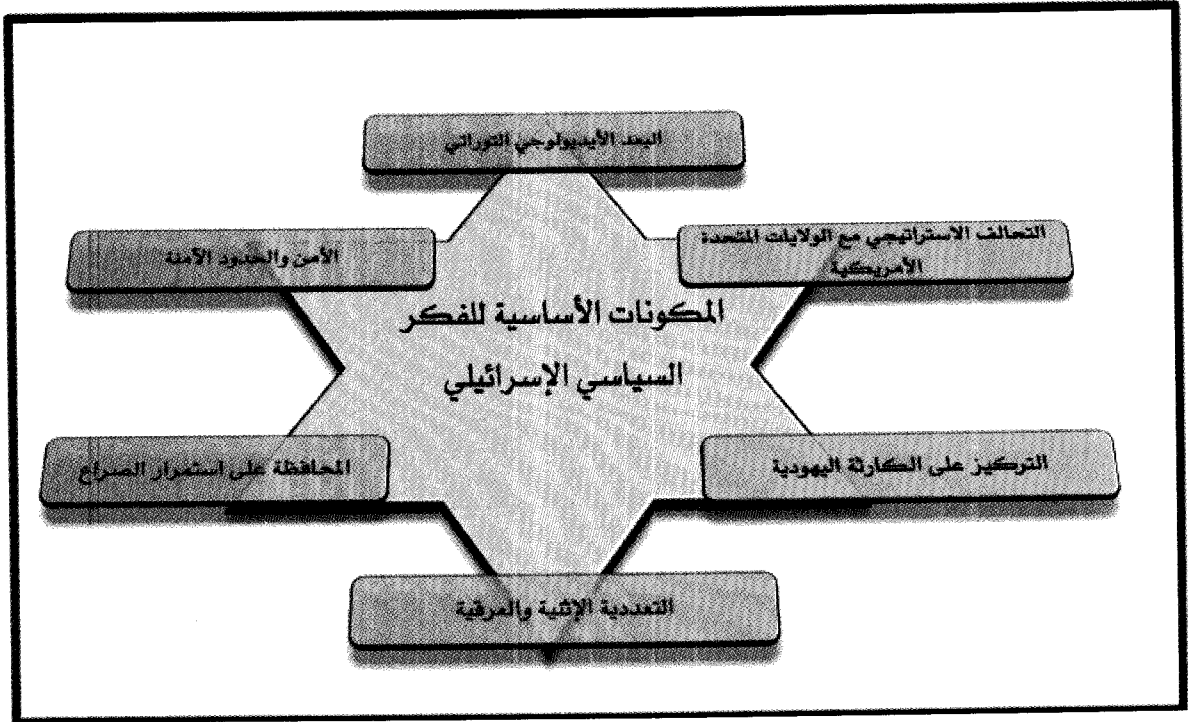 البعد الأيديولوجي التوراتي
التحالف الاستراتيجي مع الولايات المتحدة
الأمريكية
الأمن والحدود الآمنة
المكونات الأساسية للفكر
السياسي الإسرائيلي
التركيز على الكارثة اليهودية
المحافظة على استمرار الصراع
التعددية الإثنية والعرقية